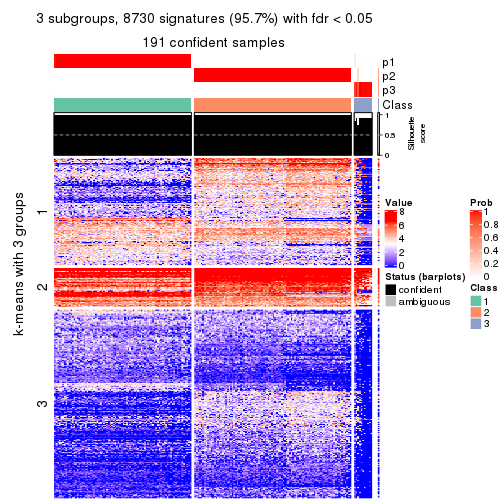 3 subgroups, 8730 signatures (95.7%) with fdr < 0.05
191 confident samples
p1
p2
p3
Class
1
0.5
0
Silhouette
score
k-means with 3 groups
1
2
3
Value
8
6
4
2
0
Prob
1
0.8
0.6
0.4
0.2
0
Status (barplots)
confident
ambiguous
Class
1
2
3